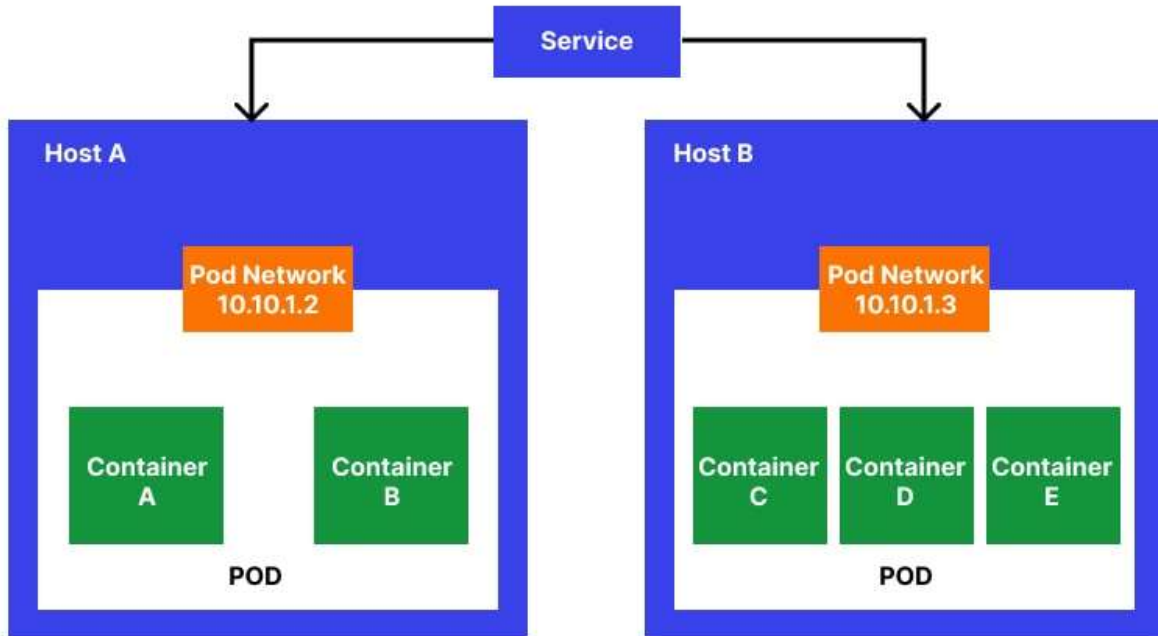 Service
Host A
Host B
Pod Network
10.10.1.2
Pod Network
10.10.1.3
Container
A
Container
B
Container
C
Container
D
Container
E
POD
POD